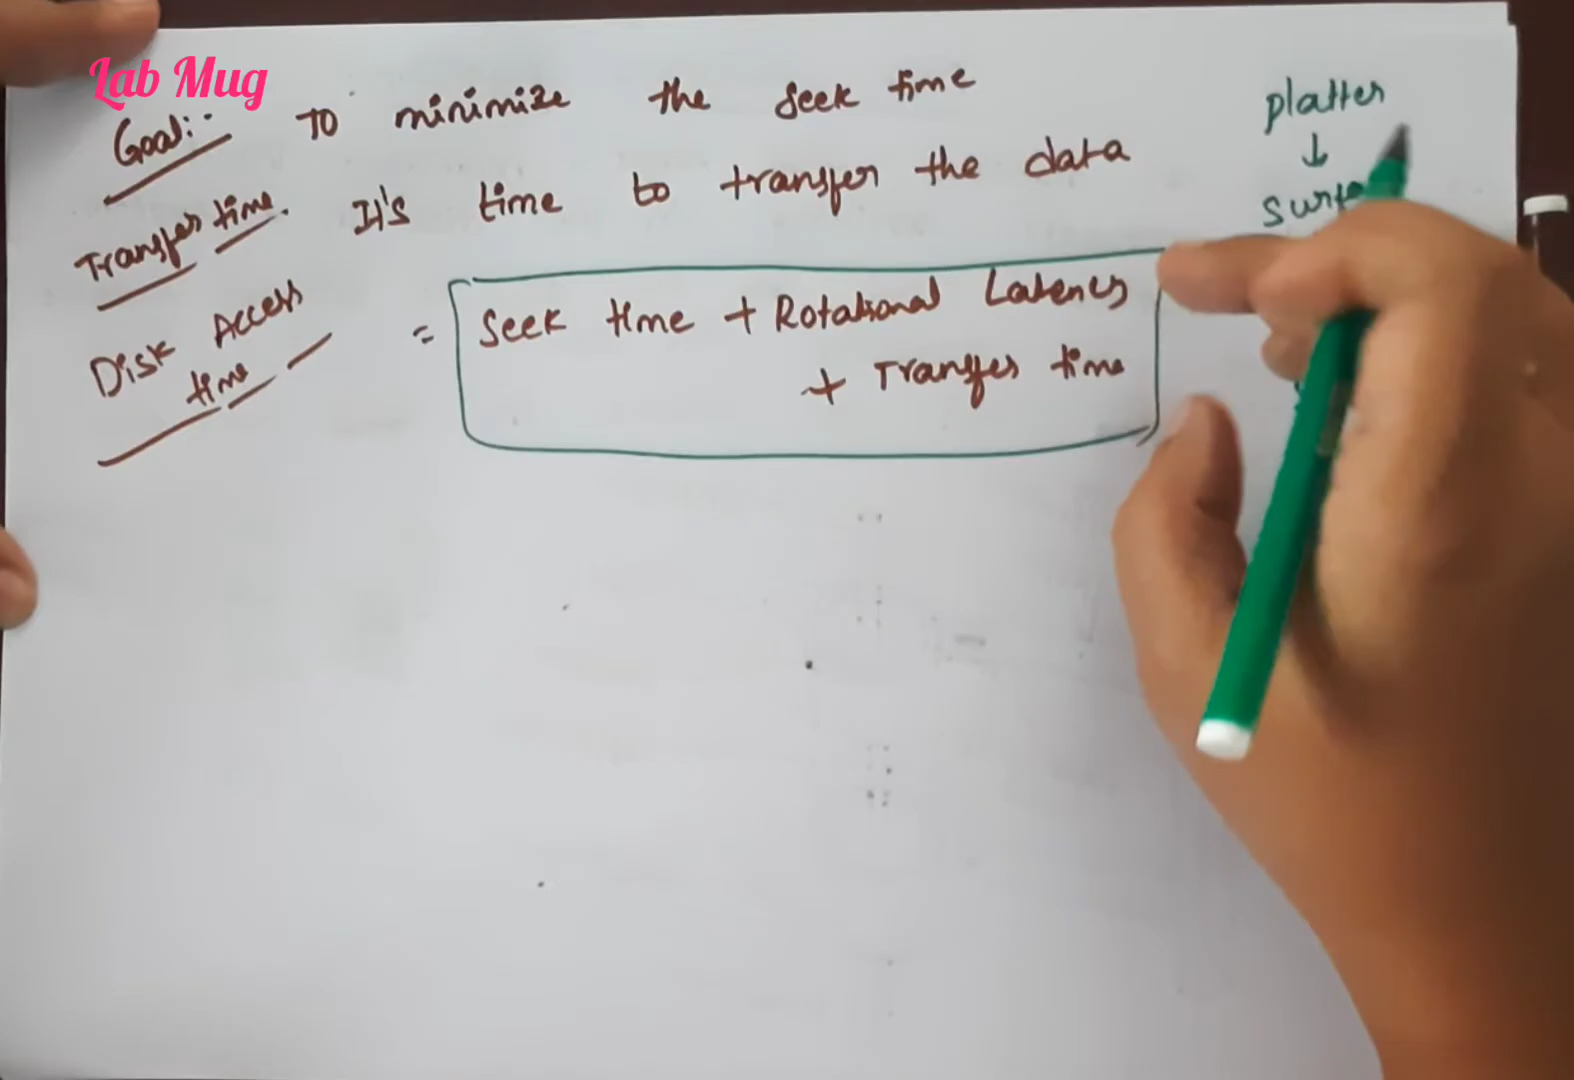 Lab Mug
Goal:- To minimize the seek time
Transfer time. It's time to transfer the data
Disk Access time = Seek time + Rotational Latency
+ Transfer time
platter
↓